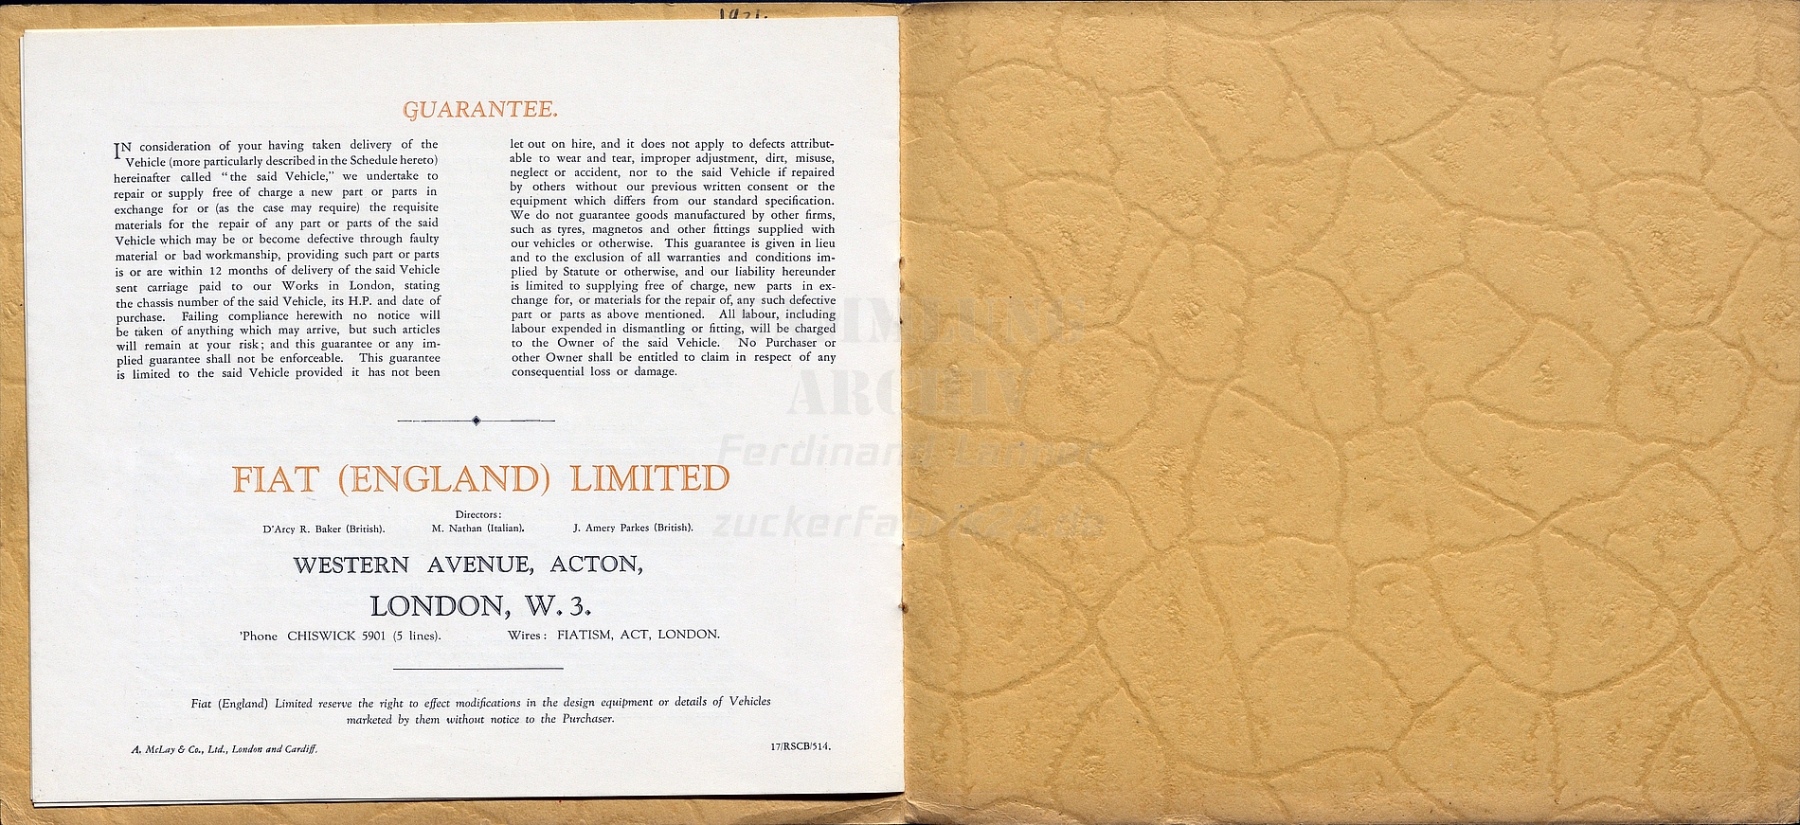 GUARANTEE.
IN consideration of your having taken delivery of the
Vehicle (more particularly described in the Schedule hereto)
hereinafter called "the said Vehicle," we undertake to
repair or supply free of charge a new part or parts in
exchange for or (as the case may require) the requisite
materials for the repair of any part or parts of the said
Vehicle which may be or become defective through faulty
material or bad workmanship, providing such part or parts
is or are within 12 months of delivery of the said Vehicle
sent carriage paid to our Works in London, stating
the chassis number of the said Vehicle, its H.P. and date of
purchase. Failing compliance herewith no notice will
be taken of anything which may arrive, but such articles
will remain at your risk; and this guarantee or any im-
plied guarantee shall not be enforceable. This guarantee
is limited to the said Vehicle provided it has not been
let out on hire, and it does not apply to defects attribut-
able to wear and tear, improper adjustment, dirt, misuse,
neglect or accident, nor to the said Vehicle if repaired
by others without our previous written consent or the
equipment which differs from our standard specification.
We do not guarantee goods manufactured by other firms,
such as tyres, magnetos and other fittings supplied with
our vehicles or otherwise. This guarantee is given in lieu
and to the exclusion of all warranties and conditions im-
plied by Statute or otherwise, and our liability hereunder
is limited to supplying free of charge, new parts in ex-
change for, or materials for the repair of, any such defective
part or parts as above mentioned. All labour, including
labour expended in dismantling or fitting, will be charged
to the Owner of the said Vehicle. No Purchaser or
other Owner shall be entitled to claim in respect of any
consequential loss or damage.
FIAT (ENGLAND) LIMITED
Directors:
D'Arcy R. Baker (British). M. Nathan (Italian). J. Amery Parkes (British).
WESTERN AVENUE, ACTON,
LONDON, W. 3.
'Phone CHISWICK 5901 (5 lines). Wires: FIATISM, ACT, LONDON.
Fiat (England) Limited reserve the right to effect modifications in the design equipment or details of Vehicles
marketed by them without notice to the Purchaser.
A. McLay & Co., Ltd., London and Cardiff. 17/RSCB/514.
ARCHIV
Ferdinand